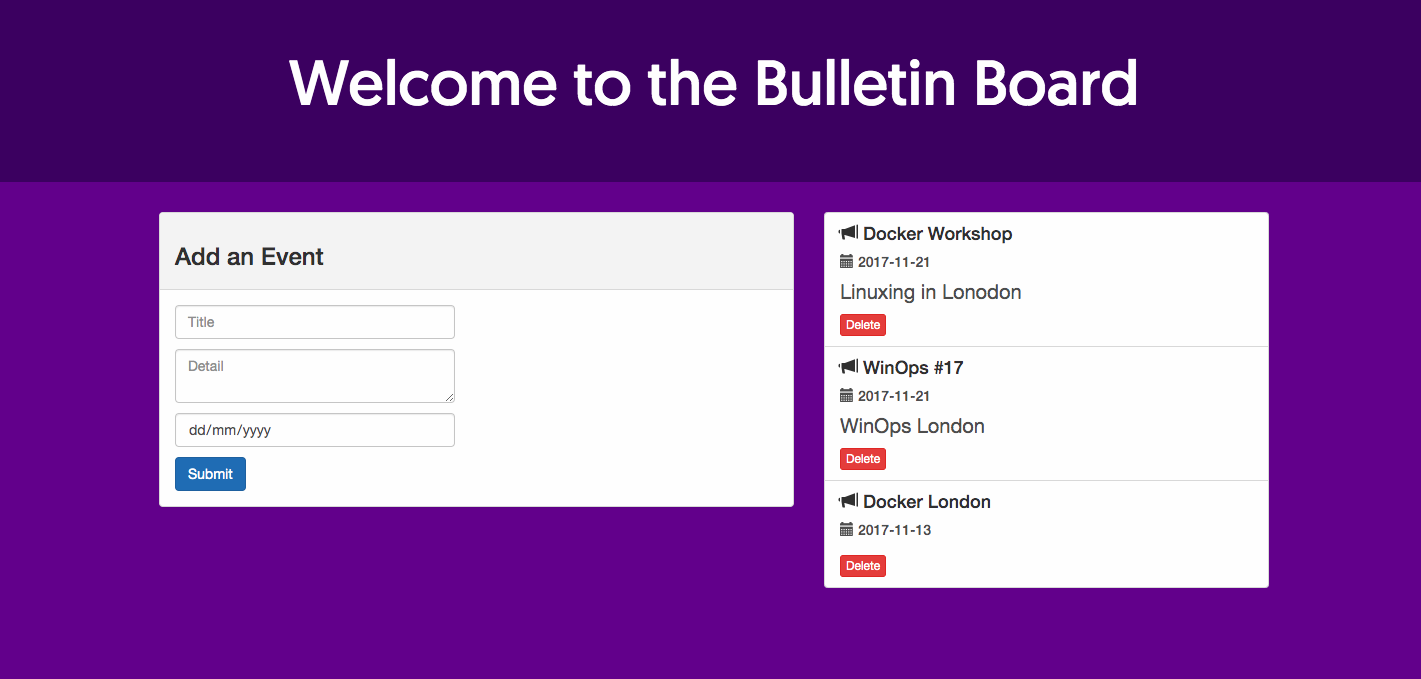 Welcome to the Bulletin Board
Add an Event
Title
Detail
dd/mm/yyyy
Submit
Docker Workshop
2017-11-21
Linuxing in Lonodon
Delete
WinOps #17
2017-11-21
WinOps London
Delete
Docker London
2017-11-13
Delete